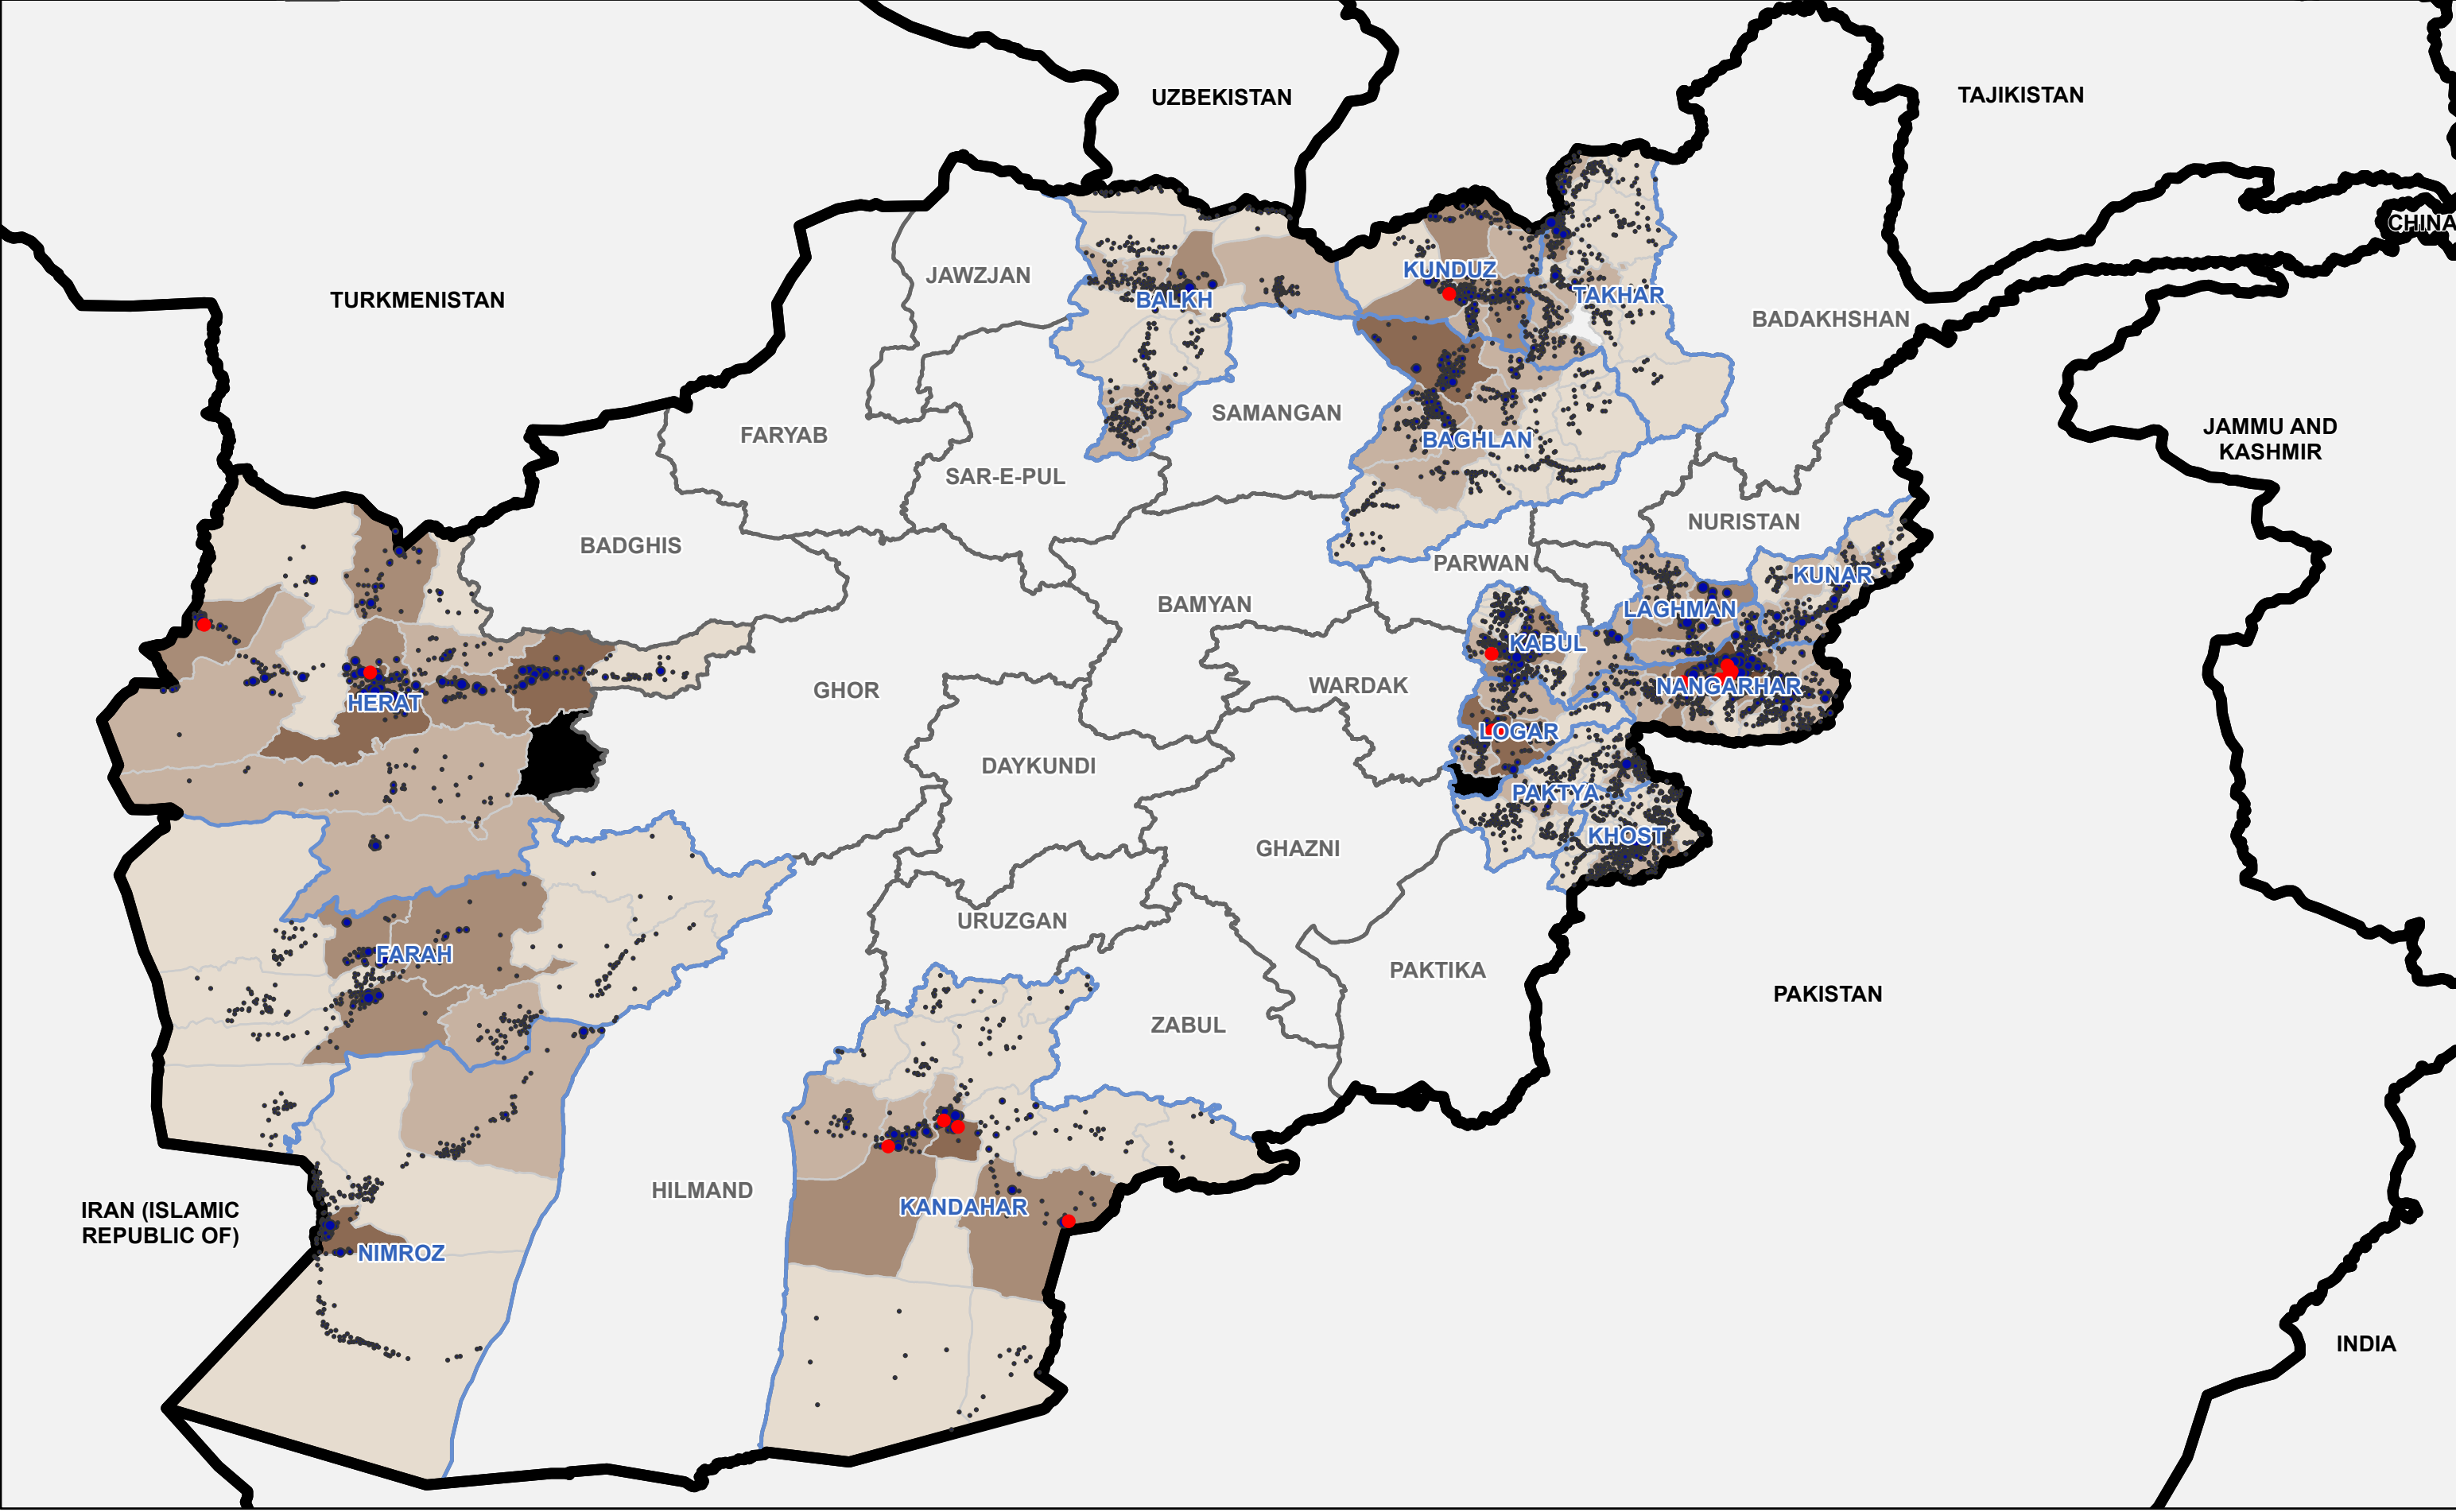 UZBEKISTAN
TAJIKISTAN
CHINA
JAWZJAN
KUNDUZ
BALKH
TAKHAR
TURKMENISTAN
BADAKHSHAN
SAMANGAN
FARYAB
BAGHLAN
JAMMU AND
KASHMIR
SAR-E-PUL
NURISTAN
BADGHIS
PARWAN
KUNAR
BAMYAN
LAGHMAN
KABUL
WARDAK
NANGARHAR
GHOR
HERAT
LOGAR
DAYKUNDI
PAKTYA
KHOST
GHAZNI
URUZGAN
FARAH
PAKTIKA
PAKISTAN
ZABUL
HILMAND
KANDAHAR
IRAN (ISLAMIC
REPUBLIC OF)
NIMROZ
INDIA